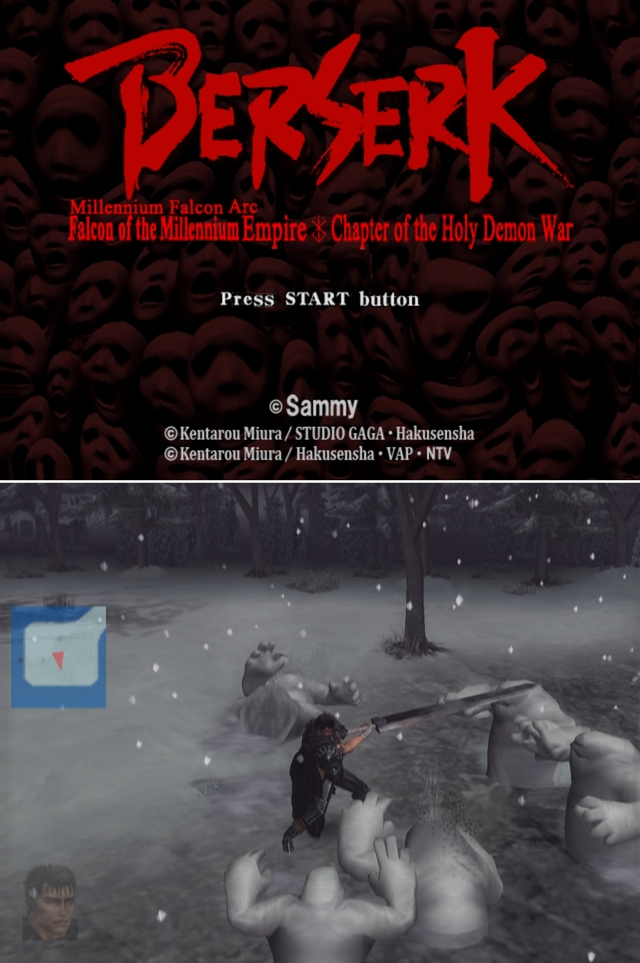 BERSERK
Millennium Falcon Arc
Falcon of the Millennium Empire Chapter of the Holy Demon War
Press START button
© Sammy
© Kentarou Miura / STUDIO GAGA • Hakusensha
© Kentarou Miura / Hakusensha • VAP • NTV